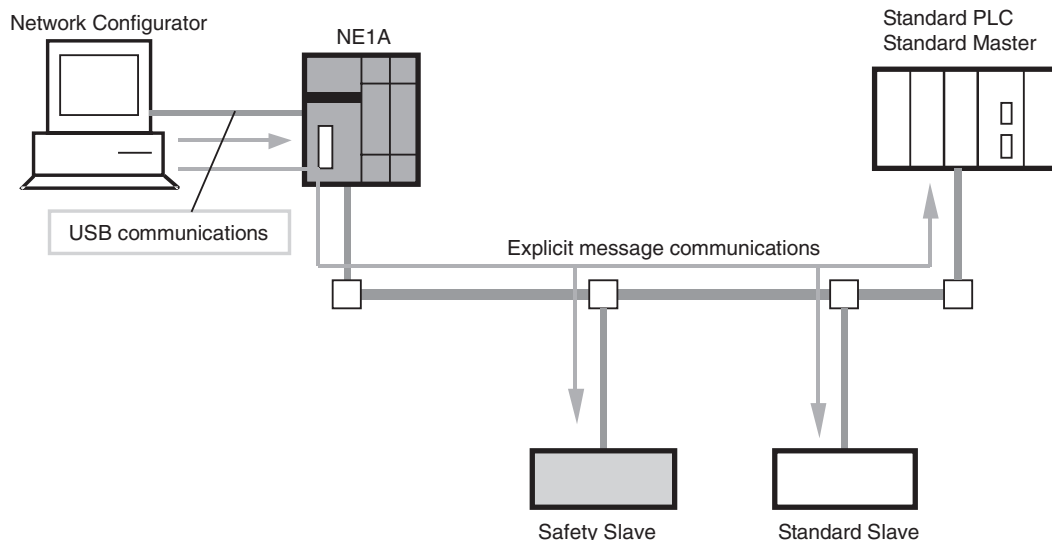 Network Configurator
NE1A
Standard PLC
Standard Master
USB communications
Explicit message communications
Safety Slave
Standard Slave